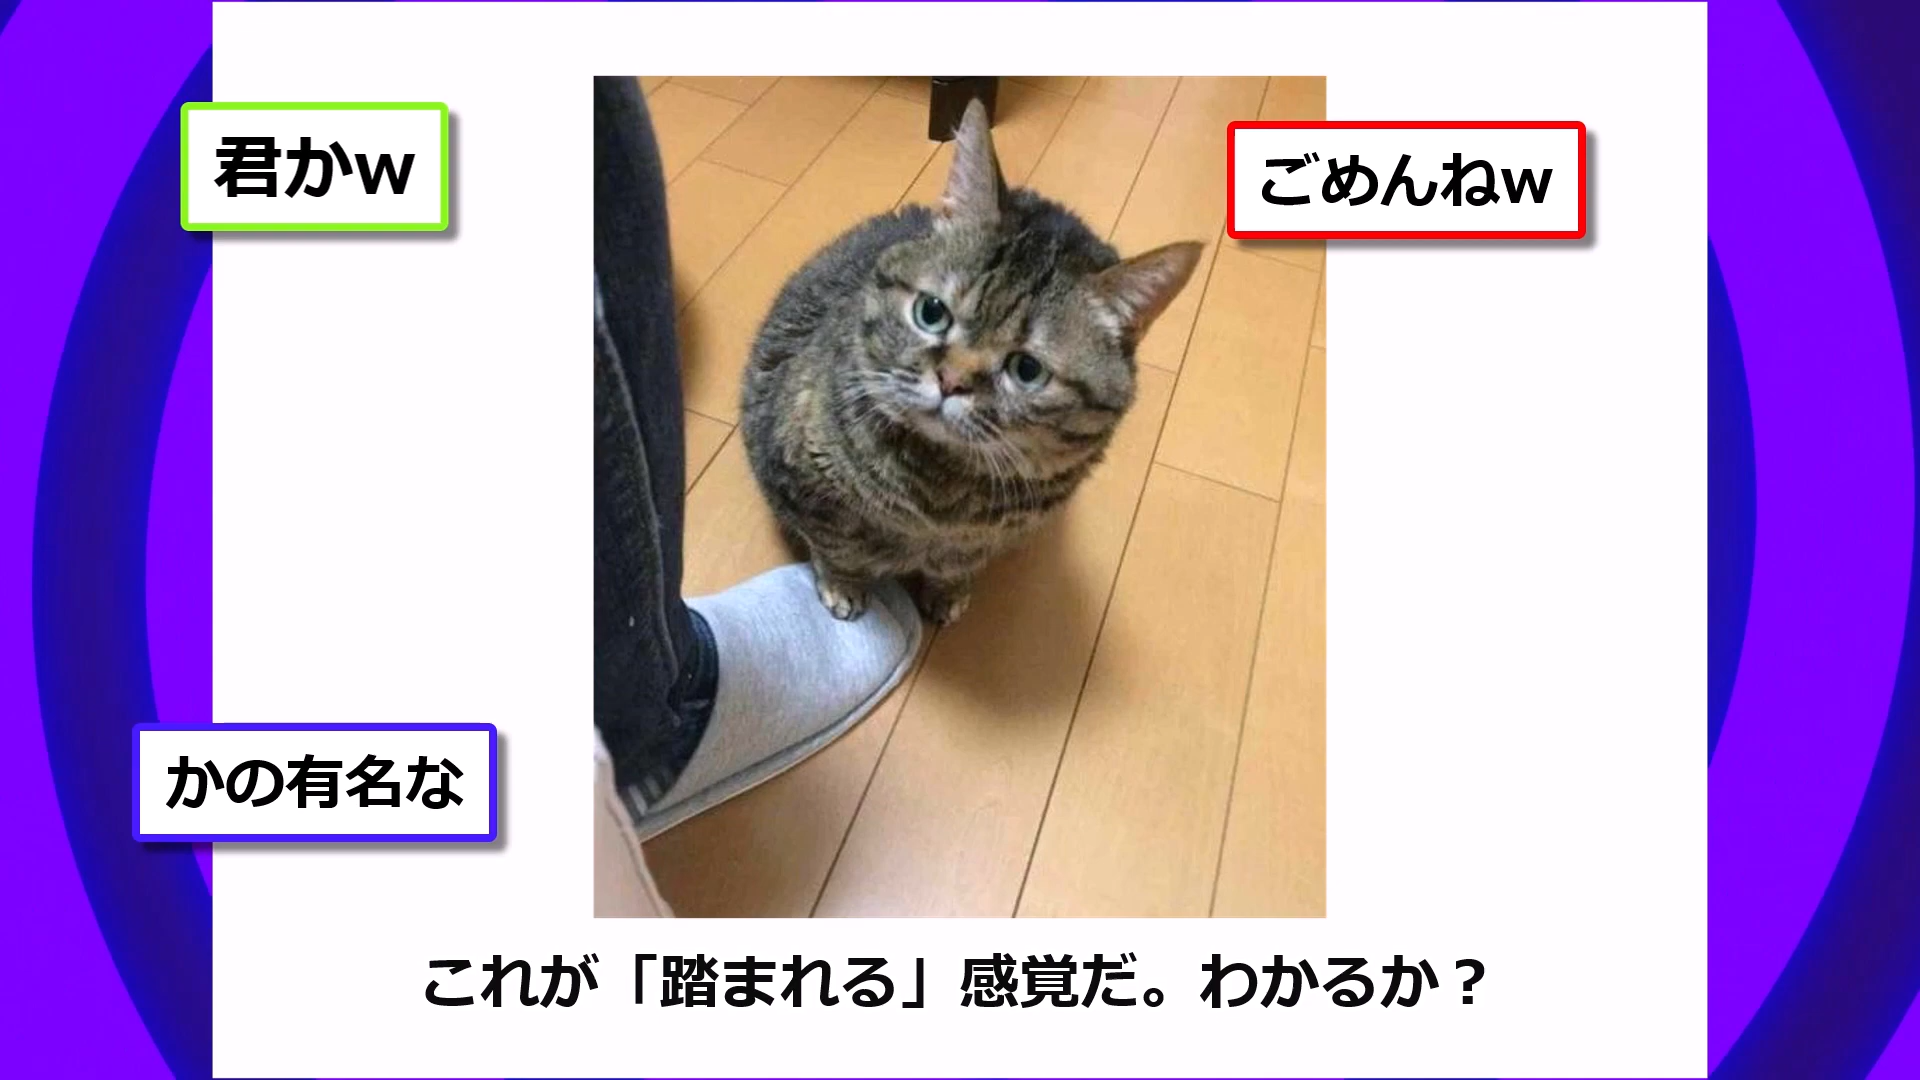 君かw
ごめんねw
かの有名な
これが「踏まれる」感覚だ。わかるか？